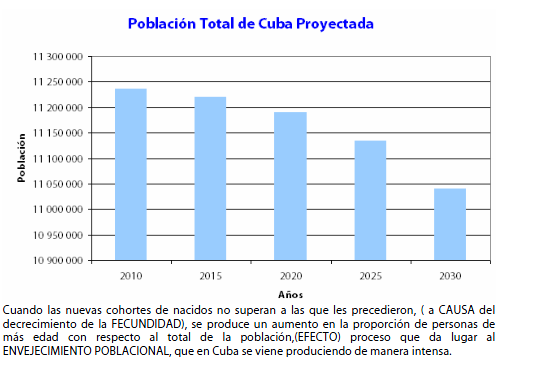 Población Total de Cuba Proyectada
11 300 000
11 250 000
11 200 000
11 150 000
11 100 000
11 050 000
11 000 000
10 950 000
10 900 000
Población
2010 2015 2020 2025 2030
Años
Cuando las nuevas cohortes de nacidos no superan a las que les precedieron, ( a CAUSA del
decrecimiento de la FECUNDIDAD), se produce un aumento en la proporción de personas de
más edad con respecto al total de la población,(EFECTO) proceso que da lugar al
ENVEJECIMIENTO POBLACIONAL, que en Cuba se viene produciendo de manera intensa.